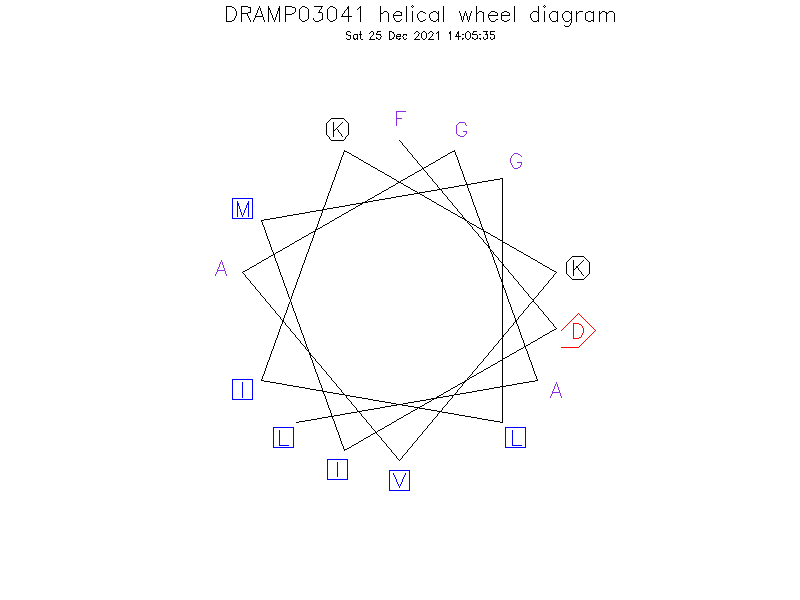 DRAMP03041 helical wheel diagram
Sat 25 Dec 2021 14:05:35
F
G
K
G
M
A
K
D
I
A
L
L
I
V